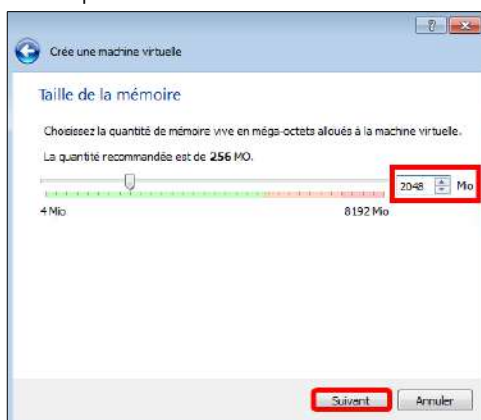 Crée une machine virtuelle
Taille de la mémoire
Choisissez la quantité de mémoire vive en méga-octets alloués à la machine virtuelle.
La quantité recommandée est de 256 MO.
2048 Mio
4 Mio 8192 Mio
Suivant Annuler